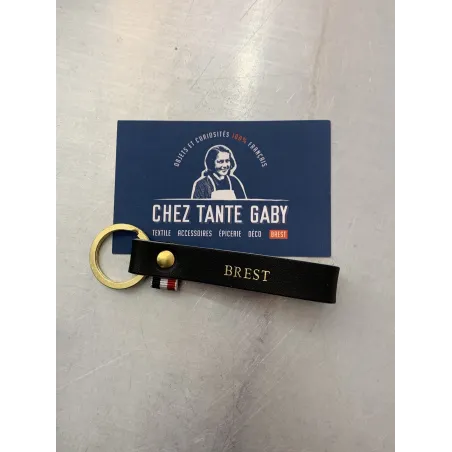 OBJETS ET CURIOSITÉS 100% FRANÇAIS
CHEZ TANTE GABY
TEXTILE ACCESSOIRES ÉPICERIE DÉCO BREST
BREST